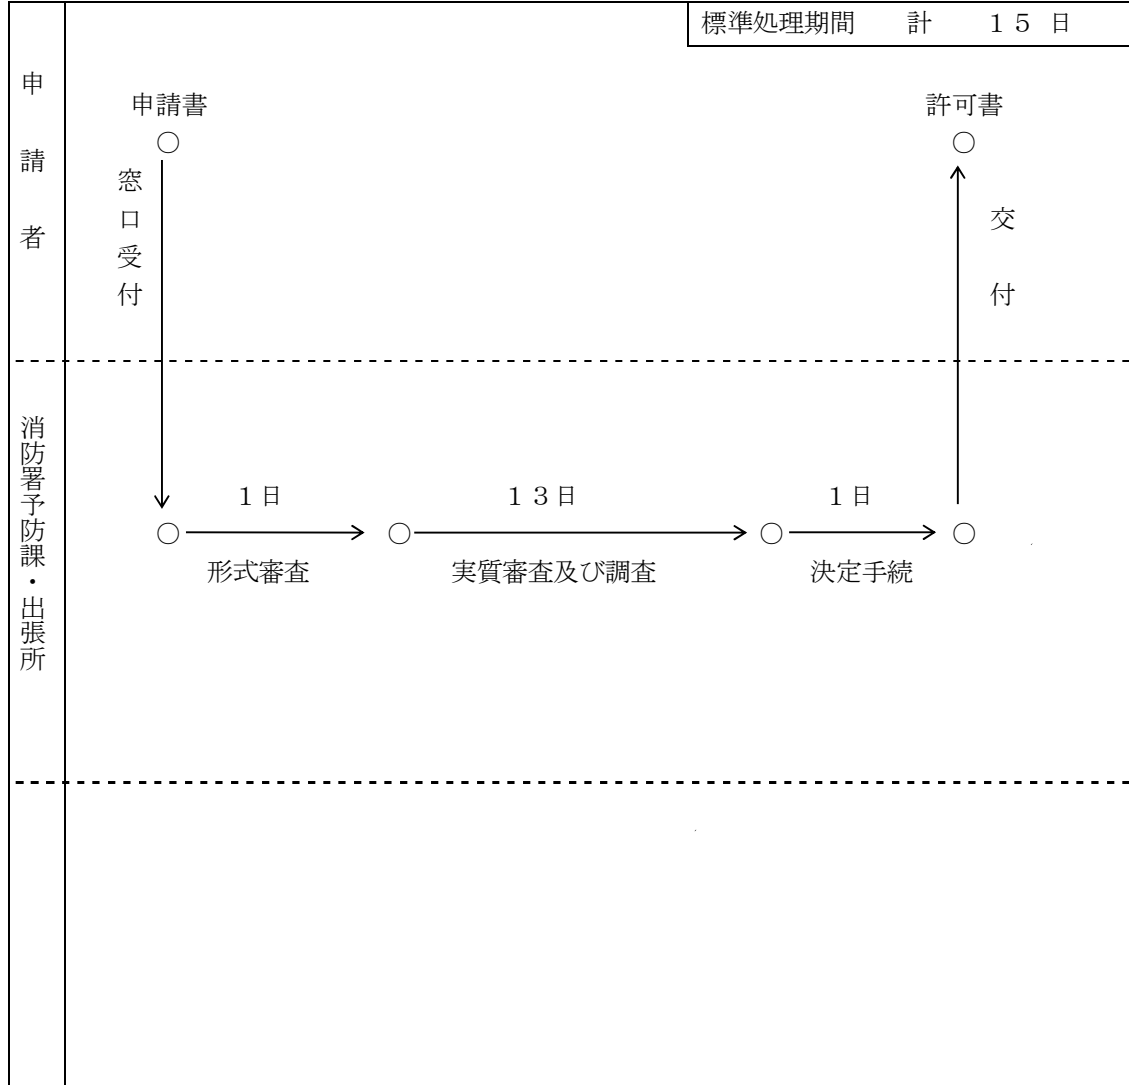 標準処理期間　計　１５日
申請者
申請書
許可書
窓口受付
交付
消防署予防課・出張所
１日
１３日
１日
形式審査
実質審査及び調査
決定手続